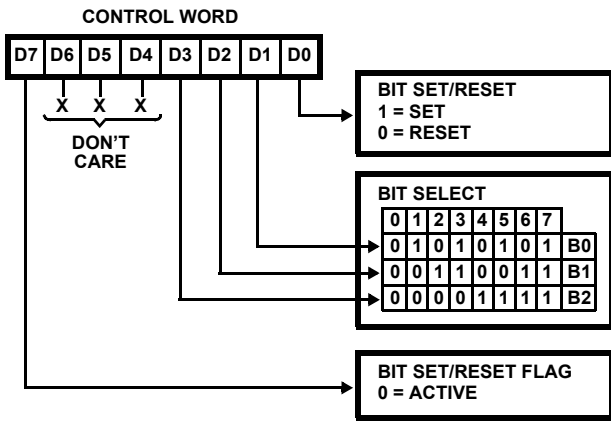 CONTROL WORD
D7 D6 D5 D4 D3 D2 D1 D0
X X X
DON'T
CARE
BIT SET/RESET
1 = SET
0 = RESET
BIT SELECT
0 1 2 3 4 5 6 7
0 1 0 1 0 1 0 1 B0
0 0 1 1 0 0 1 1 B1
0 0 0 0 1 1 1 1 B2
BIT SET/RESET FLAG
0 = ACTIVE